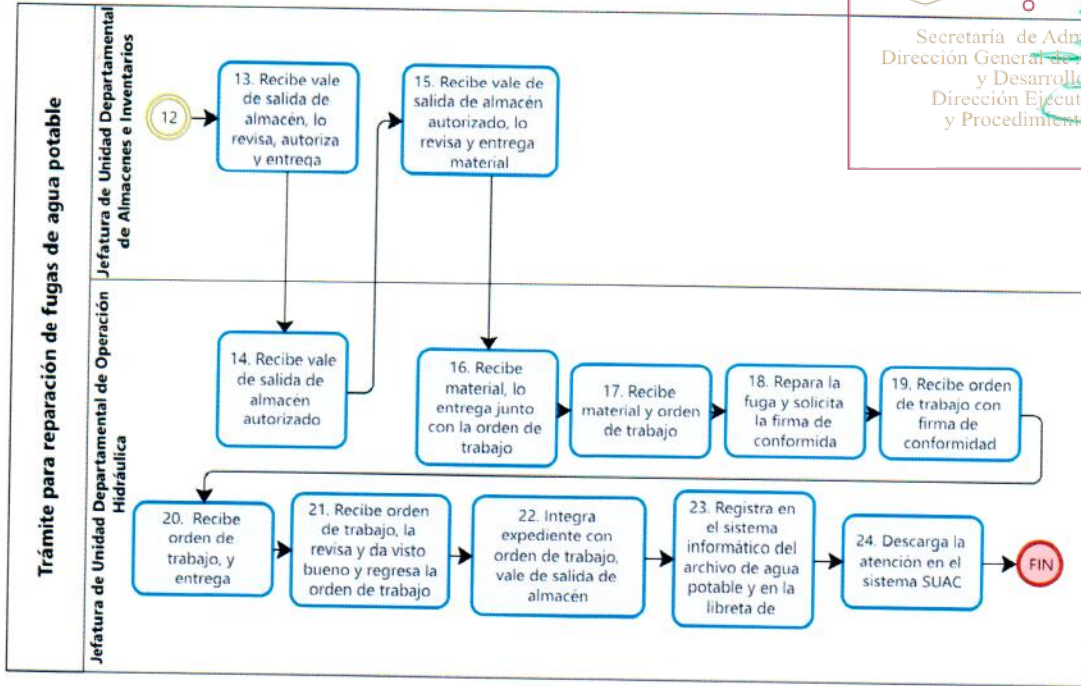 Trámite para reparación de fugas de agua potable
Jefatura de Unidad Departamental
de Almacenes e Inventarios
12
13. Recibe vale
de salida de
almacén, lo
revisa, autoriza
y entrega
15. Recibe vale de
salida de almacén
autorizado, lo
revisa y entrega
material
Jefatura de Unidad Departamental de Operación
Hidráulica
14. Recibe vale
de salida de
almacén
autorizado
16. Recibe
material, lo
entrega junto
con la orden de
trabajo
17. Recibe
material y orden
de trabajo
18. Repara la
fuga y solicita
la firma de
conformida
19. Recibe orden
de trabajo con
firma de
conformidad
20. Recibe
orden de
trabajo, y
entrega
21. Recibe orden
de trabajo, la
revisa y da visto
bueno y regresa la
orden de trabajo
22. Integra
expediente con
orden de trabajo,
vale de salida de
almacén
23. Registra en
el sistema
informático del
archivo de agua
potable y en la
libreta de
24. Descarga la
atención en el
sistema SUAC
FIN
Secretaría de Adm
Dirección General de
y Desarrollo
Dirección Ejecut
y Procedimient